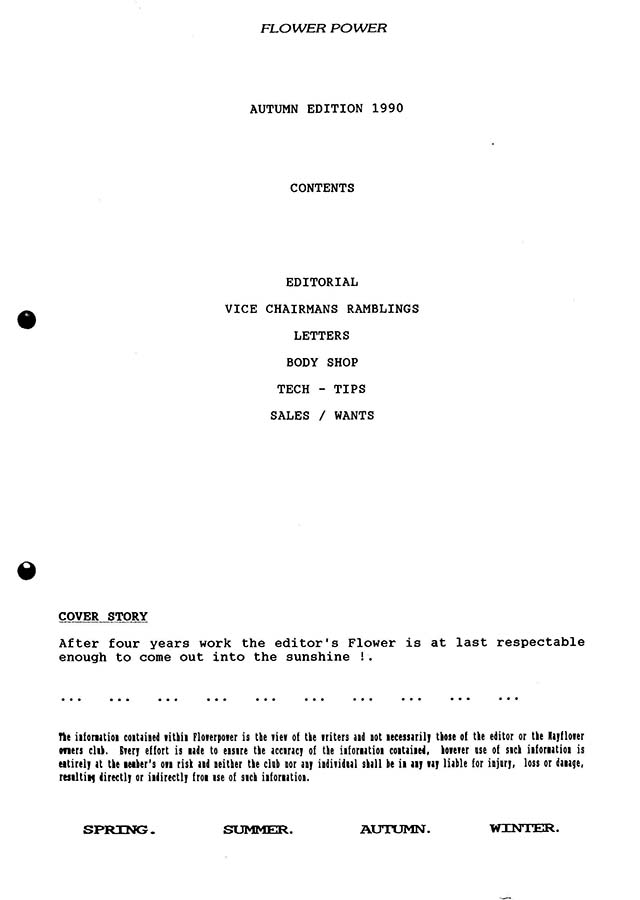 FLOWER POWER
AUTUMN EDITION 1990
CONTENTS
EDITORIAL
VICE CHAIRMANS RAMBLINGS
LETTERS
BODY SHOP
TECH - TIPS
SALES / WANTS
COVER STORY
After four years work the editor's Flower is at last respectable
enough to come out into the sunshine !.
... ... ... ... ... ... ... ... ... ...
The information contained within Flowerpower is the view of the writers and not necessarily those of the editor or the Mayflower
owners club. Every effort is made to ensure the accuracy of the information contained, however use of such information is
entirely at the member's own risk and neither the club nor any individual shall be in any way liable for injury, loss or damage,
resulting directly or indirectly from use of such information.
SPRING. SUMMER. AUTUMN. WINTER.